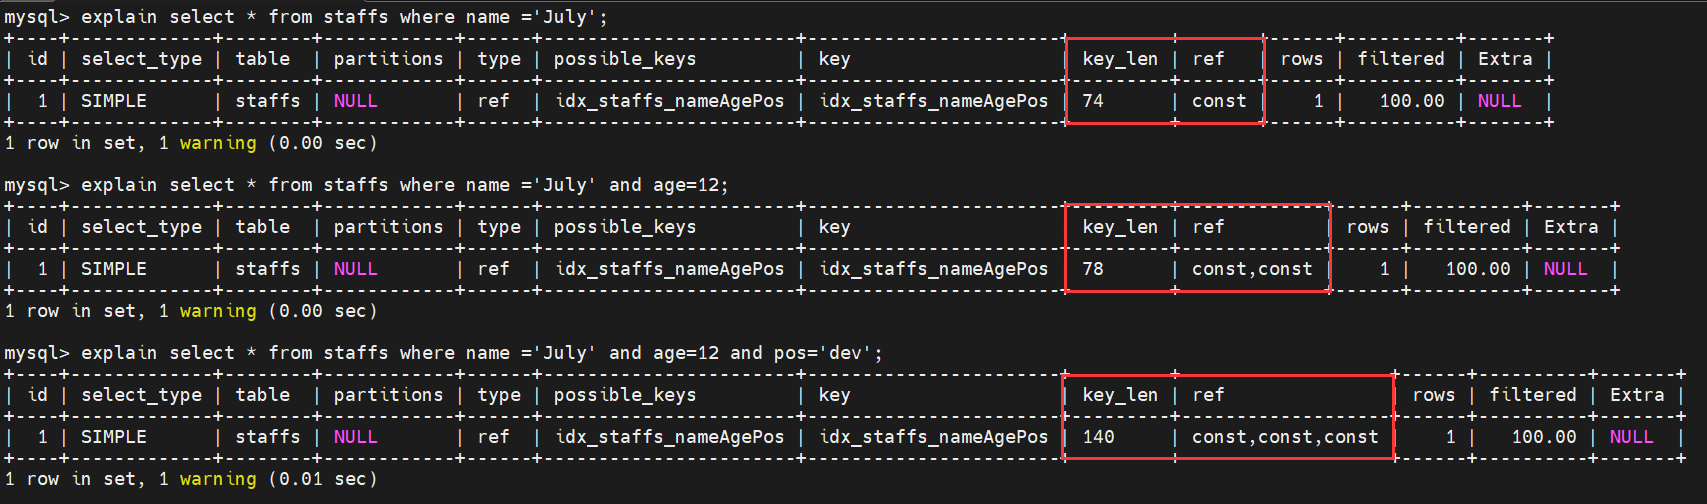 mysql> explain select * from staffs where name ='July';
+----+-------------+--------+------------+------+-----------------------+-----------------------+---------+-------+------+----------+-------+
| id | select_type | table  | partitions | type | possible_keys         | key                   | key_len | ref   | rows | filtered | Extra |
+----+-------------+--------+------------+------+-----------------------+-----------------------+---------+-------+------+----------+-------+
|  1 | SIMPLE      | staffs | NULL       | ref  | idx_staffs_nameAgePos | idx_staffs_nameAgePos | 74      | const |    1 |   100.00 | NULL  |
+----+-------------+--------+------------+------+-----------------------+-----------------------+---------+-------+------+----------+-------+
1 row in set, 1 warning (0.00 sec)

mysql> explain select * from staffs where name ='July' and age=12;
+----+-------------+--------+------------+------+-----------------------+-----------------------+---------+-------------+------+----------+-------+
| id | select_type | table  | partitions | type | possible_keys         | key                   | key_len | ref         | rows | filtered | Extra |
+----+-------------+--------+------------+------+-----------------------+-----------------------+---------+-------------+------+----------+-------+
|  1 | SIMPLE      | staffs | NULL       | ref  | idx_staffs_nameAgePos | idx_staffs_nameAgePos | 78      | const,const |    1 |   100.00 | NULL  |
+----+-------------+--------+------------+------+-----------------------+-----------------------+---------+-------------+------+----------+-------+
1 row in set, 1 warning (0.00 sec)

mysql> explain select * from staffs where name ='July' and age=12 and pos='dev';
+----+-------------+--------+------------+------+-----------------------+-----------------------+---------+-------------------+------+----------+-------+
| id | select_type | table  | partitions | type | possible_keys         | key                   | key_len | ref               | rows | filtered | Extra |
+----+-------------+--------+------------+------+-----------------------+-----------------------+---------+-------------------+------+----------+-------+
|  1 | SIMPLE      | staffs | NULL       | ref  | idx_staffs_nameAgePos | idx_staffs_nameAgePos | 140     | const,const,const |    1 |   100.00 | NULL  |
+----+-------------+--------+------------+------+-----------------------+-----------------------+---------+-------------------+------+----------+-------+
1 row in set, 1 warning (0.01 sec)